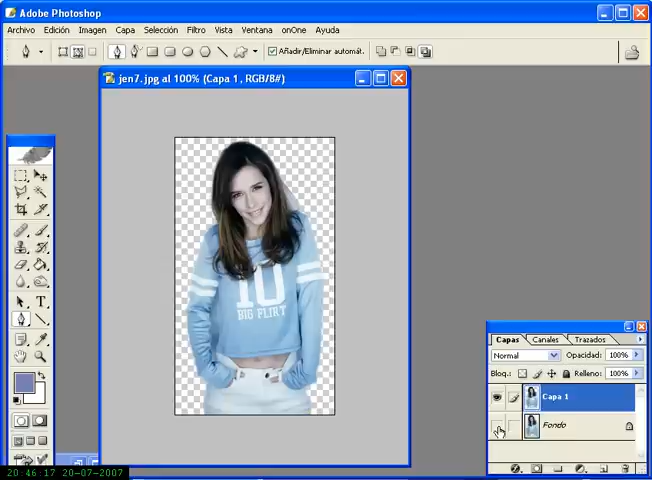 Adobe Photoshop
Archivo Edición Imagen Capa Selección Filtro Vista Ventana onOne Ayuda
Añadir/Eliminar automát.
jen7.jpg al 100% (Capa 1, RGB/8#)
10
BIG FLIRT
Capas Canales Trazados
Normal Opacidad: 100%
Bloq.: Relleno: 100%
Capa 1
Fondo
20:46:17 20-07-2007